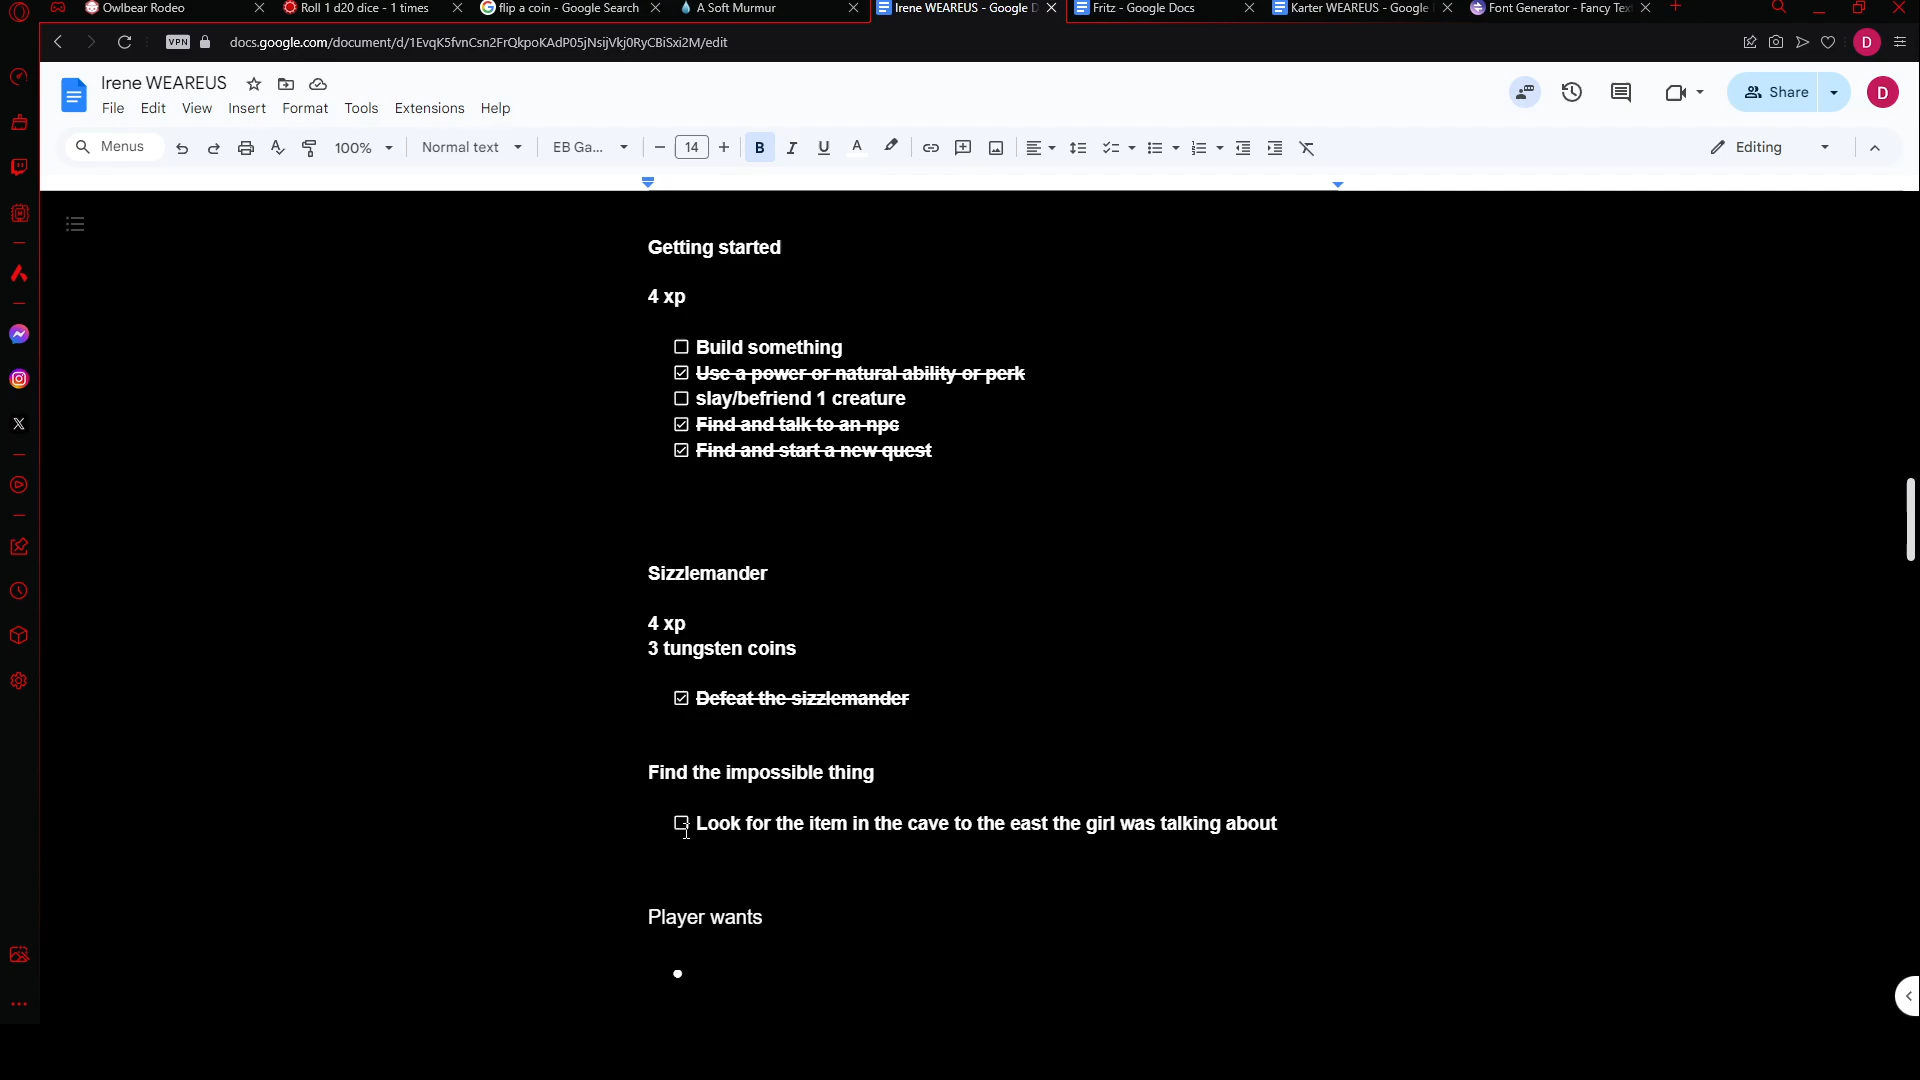 Owlbear Rodeo
Roll 1 d20 dice - 1 times
flip a coin - Google Search
A Soft Murmur
Irene WEAREUS - Google D
Fritz - Google Docs
Karter WEAREUS - Google
Font Generator - Fancy Tex
VPN
docs.google.com/document/d/1EvqK5fvnCsn2FrQkpoKAdP05jNsijVkj0RyCBiSxi2M/edit
D
Irene WEAREUS
File Edit View Insert Format Tools Extensions Help
Share
D
Menus
100%
Normal text
EB Ga...
14
B
Editing
Getting started
4 xp
Build something
Use a power or natural ability or perk
slay/befriend 1 creature
Find and talk to an npc
Find and start a new quest
Sizzlemander
4 xp
3 tungsten coins
Defeat the sizzlemander
Find the impossible thing
Look for the item in the cave to the east the girl was talking about
Player wants